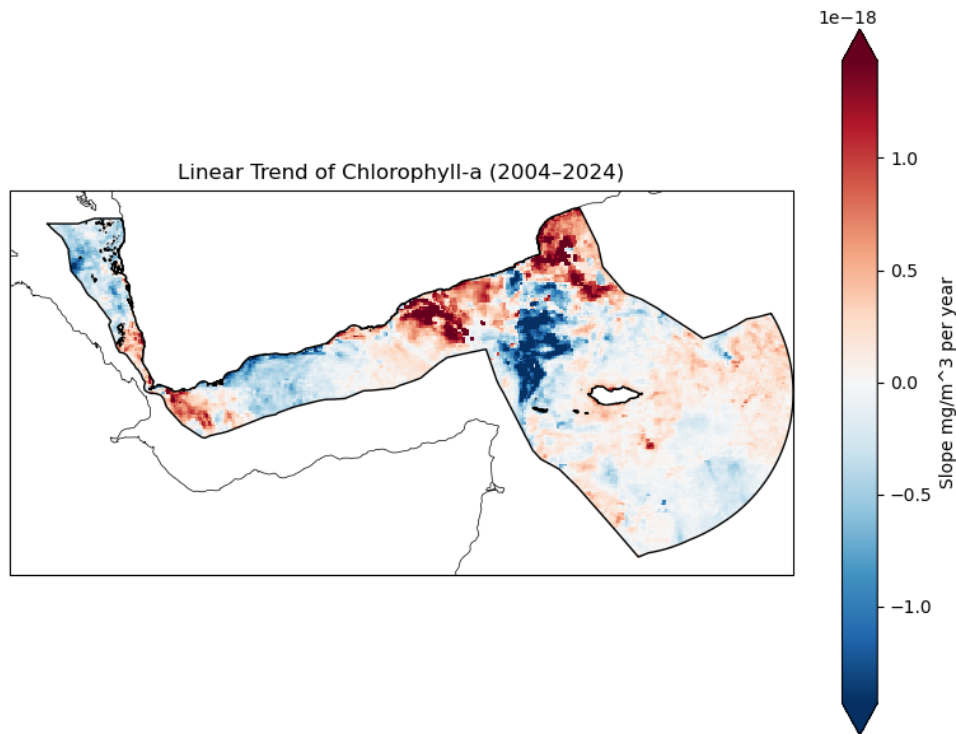 1e−18
Linear Trend of Chlorophyll-a (2004–2024)
1.0
0.5
0.0
−0.5
−1.0
Slope mg/m^3 per year